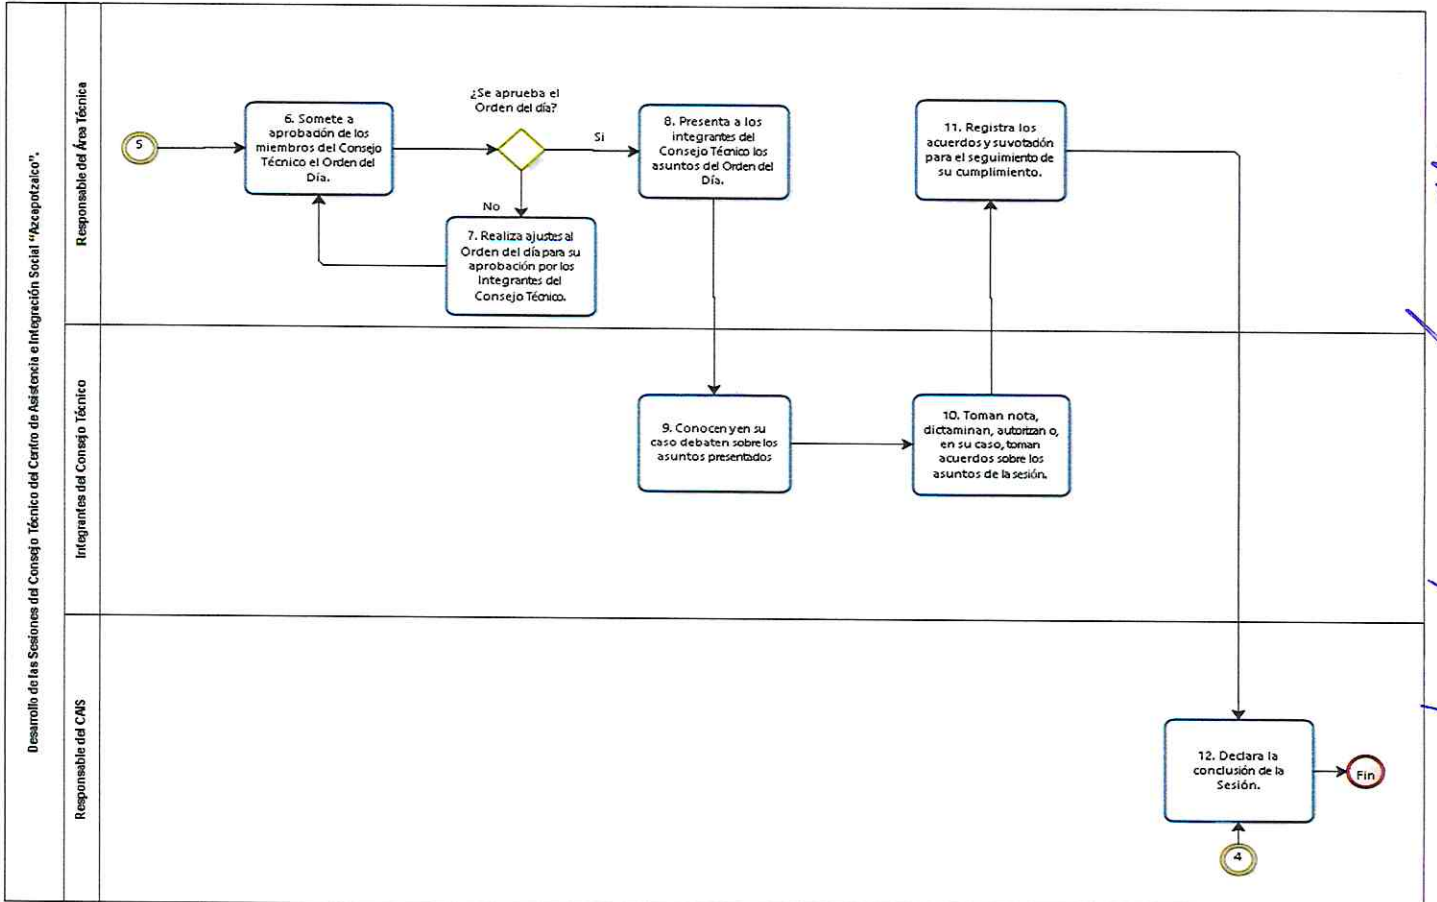 Desarrollo de las Sesiones del Consejo Técnico del Centro de Asistencia e Integración Social "Azcapotzalco".
Responsable del Área Técnica
5
6. Somete a
aprobación de los
miembros del Consejo
Técnico el Orden del
Día.
¿Se aprueba el
Orden del día?
Si
No
7. Realiza ajustes al
Orden del día para su
aprobación por los
Integrantes del
Consejo Técnico.
8. Presenta a los
integrantes del
Consejo Técnico los
asuntos del Orden del
Día.
11. Registra los
acuerdos y su votación
para el seguimiento de
su cumplimiento.
Integrantes del Consejo Técnico
9. Conocen y en su
caso debaten sobre los
asuntos presentados
10. Toman nota,
dictaminan, autorizan o,
en su caso, toman
acuerdos sobre los
asuntos de la sesión.
Responsable del CAIS
12. Declara la
conclusión de la
Sesión.
Fin
4